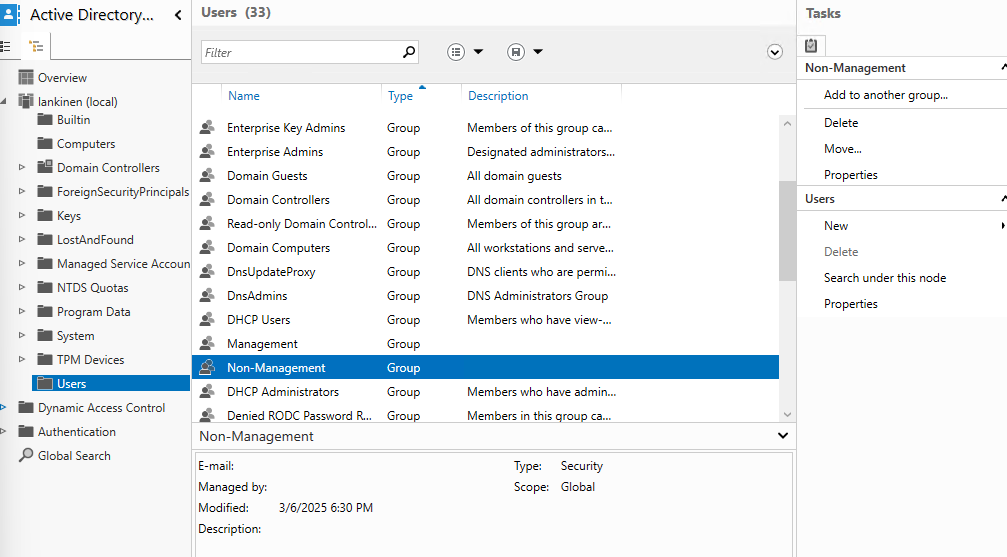 Active Directory...
Overview
lankinen (local)
Builtin
Computers
Domain Controllers
ForeignSecurityPrincipals
Keys
LostAndFound
Managed Service Accoun
NTDS Quotas
Program Data
System
TPM Devices
Users
Dynamic Access Control
Authentication
Global Search
Users (33)
Filter
Name Type Description
Enterprise Key Admins Group Members of this group ca...
Enterprise Admins Group Designated administrators...
Domain Guests Group All domain guests
Domain Controllers Group All domain controllers in t...
Read-only Domain Control... Group Members of this group ar...
Domain Computers Group All workstations and serve...
DnsUpdateProxy Group DNS clients who are permi...
DnsAdmins Group DNS Administrators Group
DHCP Users Group Members who have view-...
Management Group
Non-Management Group
DHCP Administrators Group Members who have admin...
Denied RODC Password R... Group Members in this group ca...
Non-Management
E-mail: Type: Security
Managed by: Scope: Global
Modified: 3/6/2025 6:30 PM
Description:
Tasks
Non-Management
Add to another group...
Delete
Move...
Properties
Users
New
Delete
Search under this node
Properties